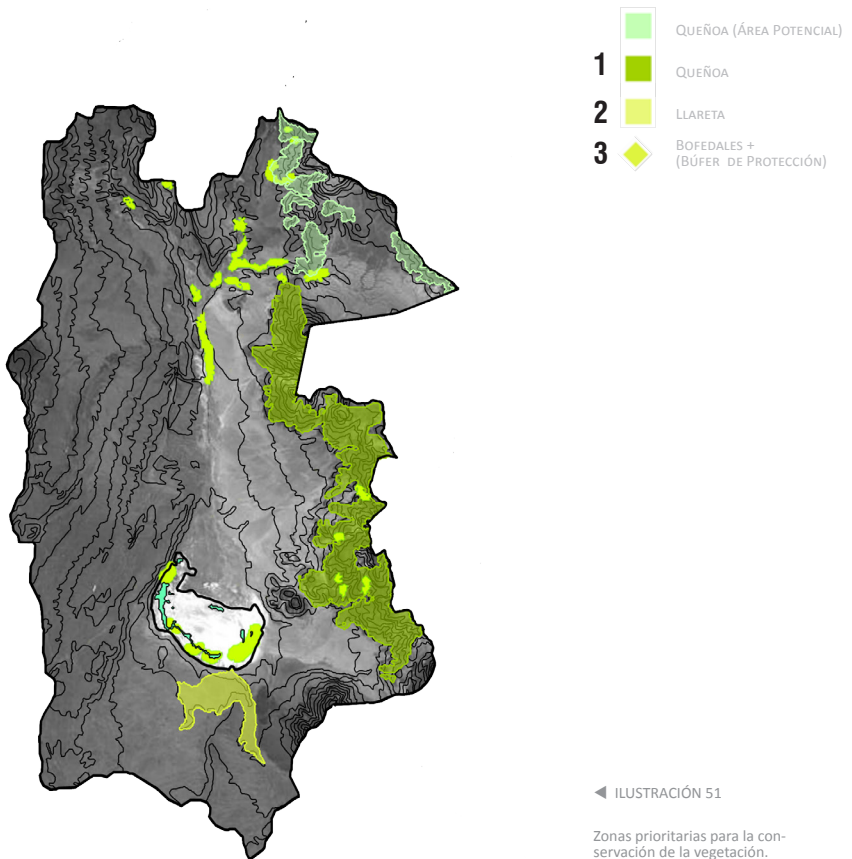 QUEÑOA (ÁREA POTENCIAL)
1 QUEÑOA
2 LLARETA
3 BOFEDALES +
(BÚFER DE PROTECCIÓN)
◀ ILUSTRACIÓN 51
Zonas prioritarias para la con-
servación de la vegetación.